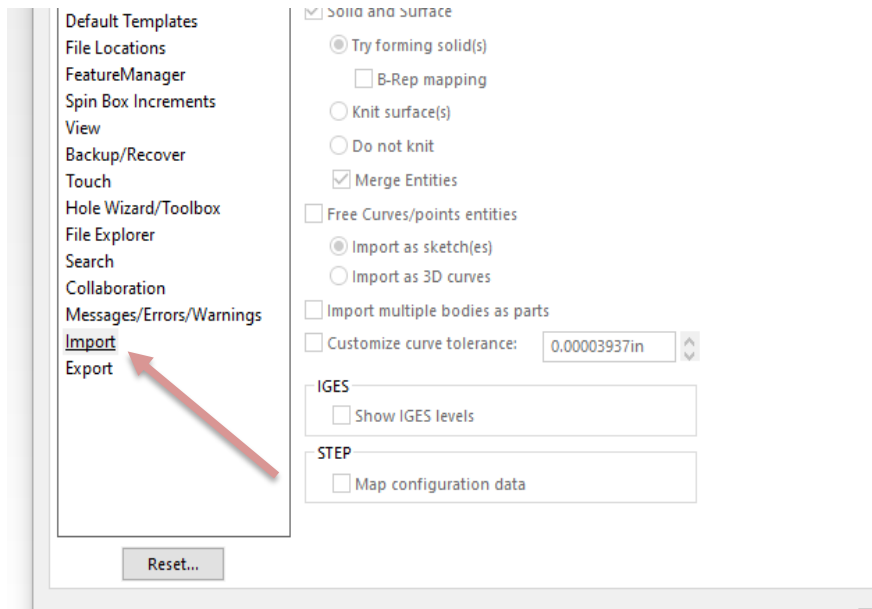 Default Templates
File Locations
FeatureManager
Spin Box Increments
View
Backup/Recover
Touch
Hole Wizard/Toolbox
File Explorer
Search
Collaboration
Messages/Errors/Warnings
Import
Export
Reset...
Solid and Surface
Try forming solid(s)
B-Rep mapping
Knit surface(s)
Do not knit
Merge Entities
Free Curves/points entities
Import as sketch(es)
Import as 3D curves
Import multiple bodies as parts
Customize curve tolerance: 0.00003937in
IGES
Show IGES levels
STEP
Map configuration data